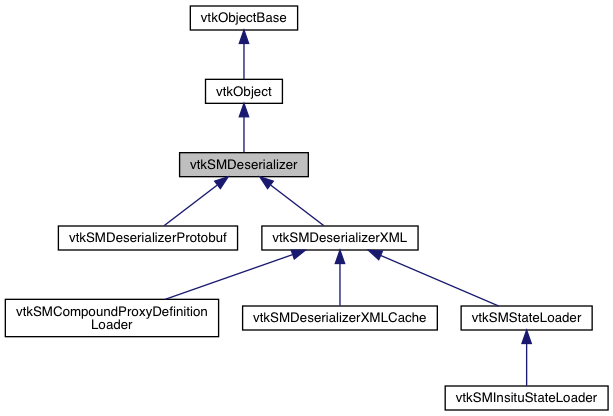 vtkObjectBase
vtkObject
vtkSMDeserializer
vtkSMDeserializerProtobuf
vtkSMDeserializerXML
vtkSMCompoundProxyDefinition
Loader
vtkSMDeserializerXMLCache
vtkSMStateLoader
vtkSMInsituStateLoader